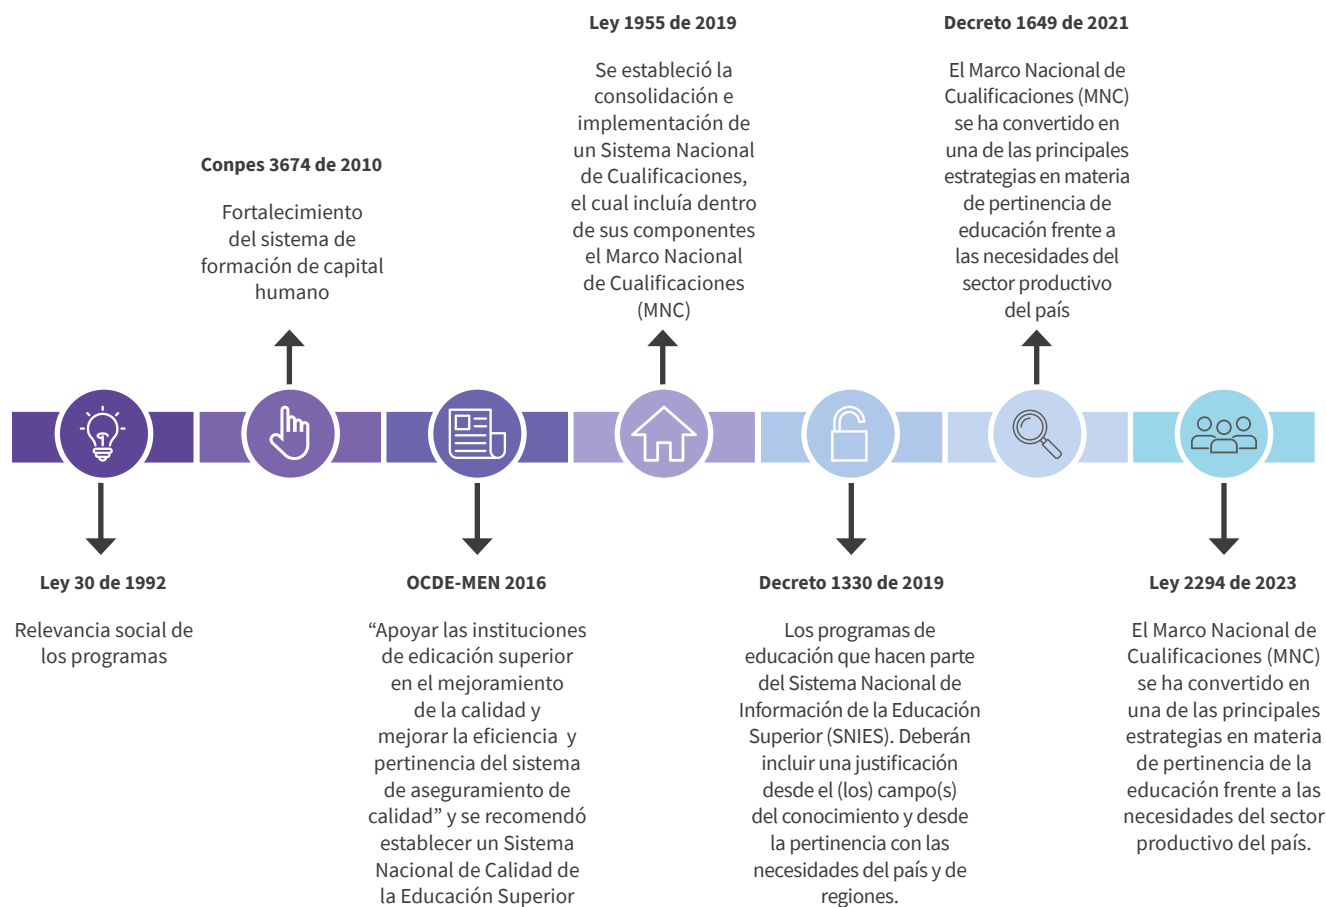 Ley 1955 de 2019
Se estableció la
consolidación e
implementación de
un Sistema Nacional
de Cualificaciones,
el cual incluía dentro
de sus componentes
el Marco Nacional
de Cualificaciones
(MNC)
Decreto 1649 de 2021
El Marco Nacional de
Cualificaciones (MNC)
se ha convertido en
una de las principales
estrategias en materia
de pertinencia de
educación frente a
las necesidades del
sector productivo
del país
Conpes 3674 de 2010
Fortalecimiento
del sistema de
formación de capital
humano
Ley 30 de 1992
Relevancia social de
los programas
OCDE-MEN 2016
“Apoyar las instituciones
de edicación superior
en el mejoramiento
de la calidad y
mejorar la eficiencia y
pertinencia del sistema
de aseguramiento de
calidad” y se recomendó
establecer un Sistema
Nacional de Calidad de
la Educación Superior
Decreto 1330 de 2019
Los programas de
educación que hacen parte
del Sistema Nacional de
Información de la Educación
Superior (SNIES). Deberán
incluir una justificación
desde el (los) campo(s)
del conocimiento y desde
la pertinencia con las
necesidades del país y de
regiones.
Ley 2294 de 2023
El Marco Nacional de
Cualificaciones (MNC)
se ha convertido en
una de las principales
estrategias en materia
de pertinencia de la
educación frente a las
necesidades del sector
productivo del país.